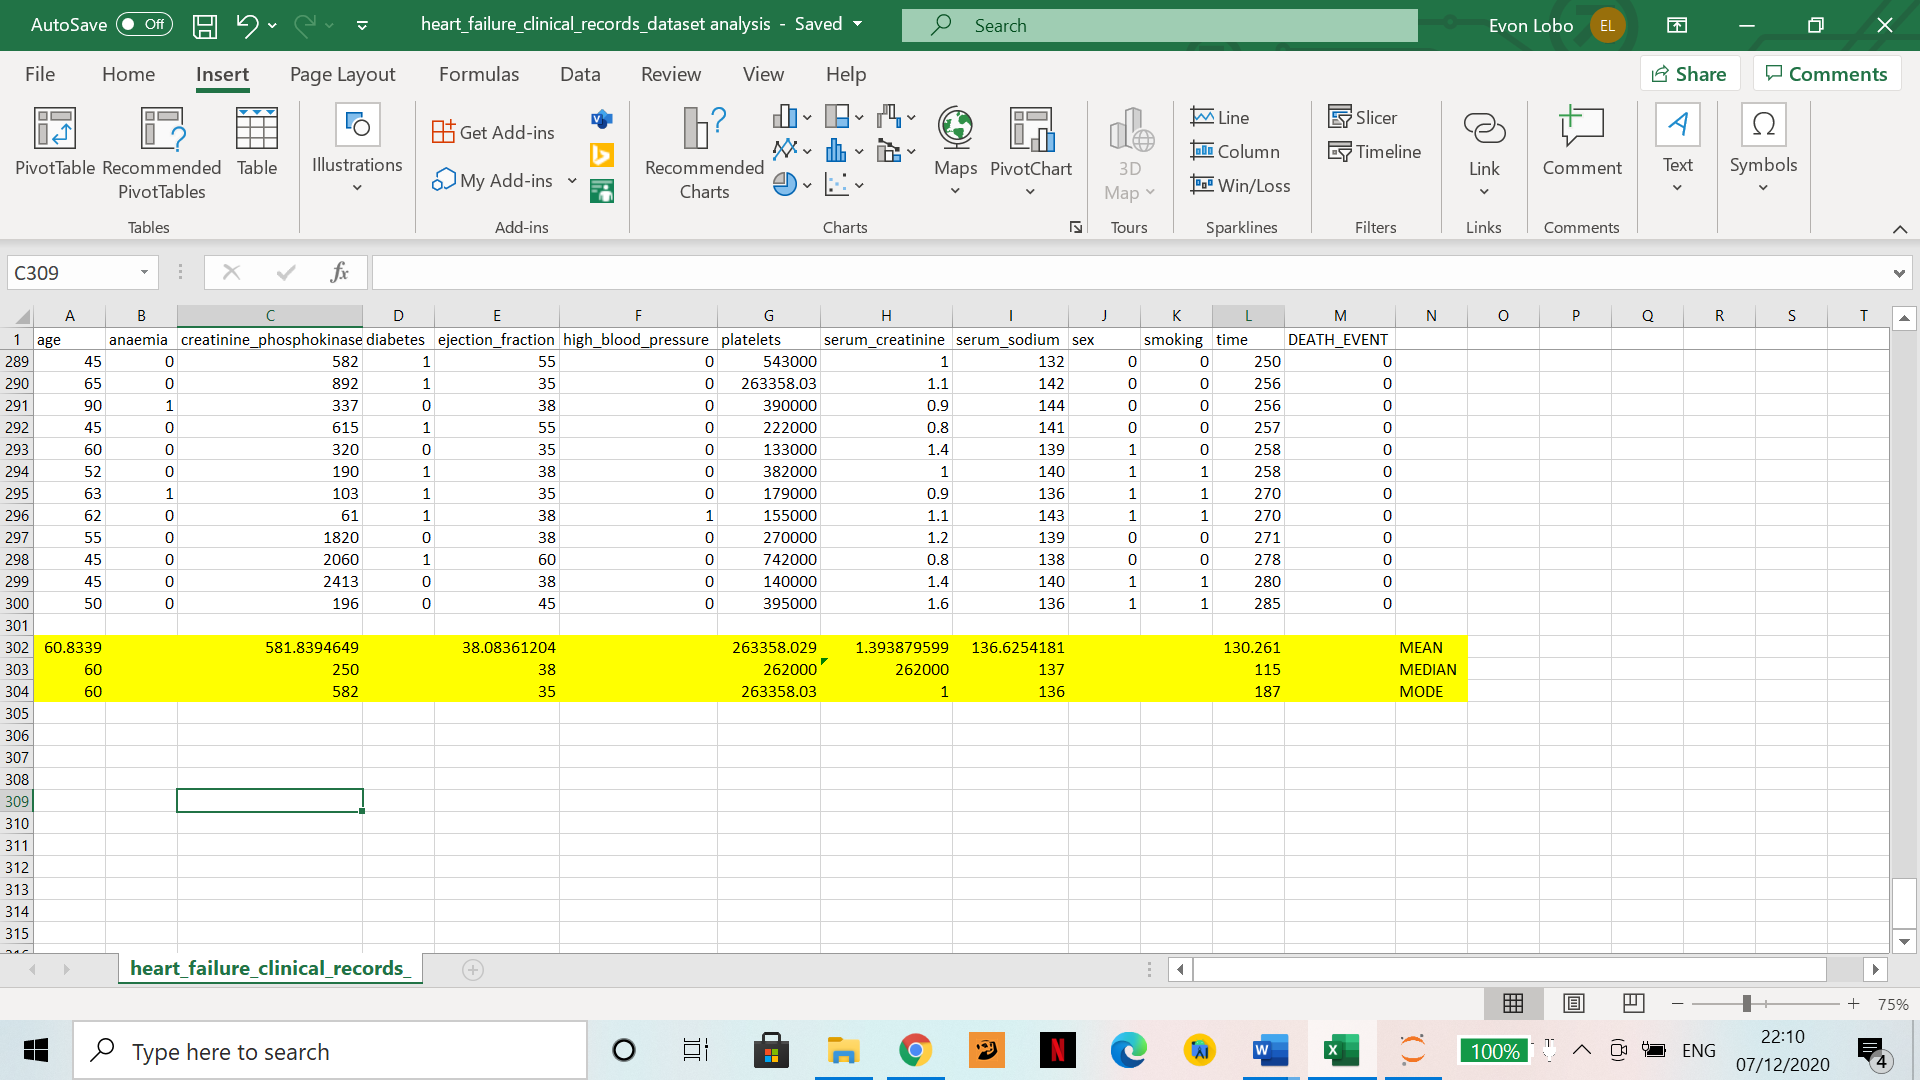 AutoSave Off heart_failure_clinical_records_dataset analysis - Saved Search Evon Lobo EL
File Home Insert Page Layout Formulas Data Review View Help Share Comments
PivotTable Recommended PivotTables Table Illustrations Get Add-ins My Add-ins Recommended Charts Maps PivotChart 3D Map Line Column Win/Loss Slicer Timeline Link Comment Text Symbols
Tables Add-ins Charts Tours Sparklines Filters Links Comments
C309 fx
A B C D E F G H I J K L M N O P Q R S T
1 age anaemia creatinine_phosphokinase diabetes ejection_fraction high_blood_pressure platelets serum_creatinine serum_sodium sex smoking time DEATH_EVENT
289 45 0 582 1 55 0 543000 1 132 0 0 250 0
290 65 0 892 1 35 0 263358.03 1.1 142 0 0 256 0
291 90 1 337 0 38 0 390000 0.9 144 0 0 256 0
292 45 0 615 1 55 0 222000 0.8 141 0 0 257 0
293 60 0 320 0 35 0 133000 1.4 139 1 0 258 0
294 52 0 190 1 38 0 382000 1 140 1 1 258 0
295 63 1 103 1 35 0 179000 0.9 136 1 1 270 0
296 62 0 61 1 38 1 155000 1.1 143 1 1 270 0
297 55 0 1820 0 38 0 270000 1.2 139 0 0 271 0
298 45 0 2060 1 60 0 742000 0.8 138 0 0 278 0
299 45 0 2413 0 38 0 140000 1.4 140 1 1 280 0
300 50 0 196 0 45 0 395000 1.6 136 1 1 285 0
301
302 60.8339 581.8394649 38.08361204 263358.029 1.393879599 136.6254181 130.261 MEAN
303 60 250 38 262000 262000 137 115 MEDIAN
304 60 582 35 263358.03 1 136 187 MODE
305
306
307
308
309
310
311
312
313
314
315
heart_failure_clinical_records_
75%
Type here to search 100% ENG 22:10
07/12/2020 4